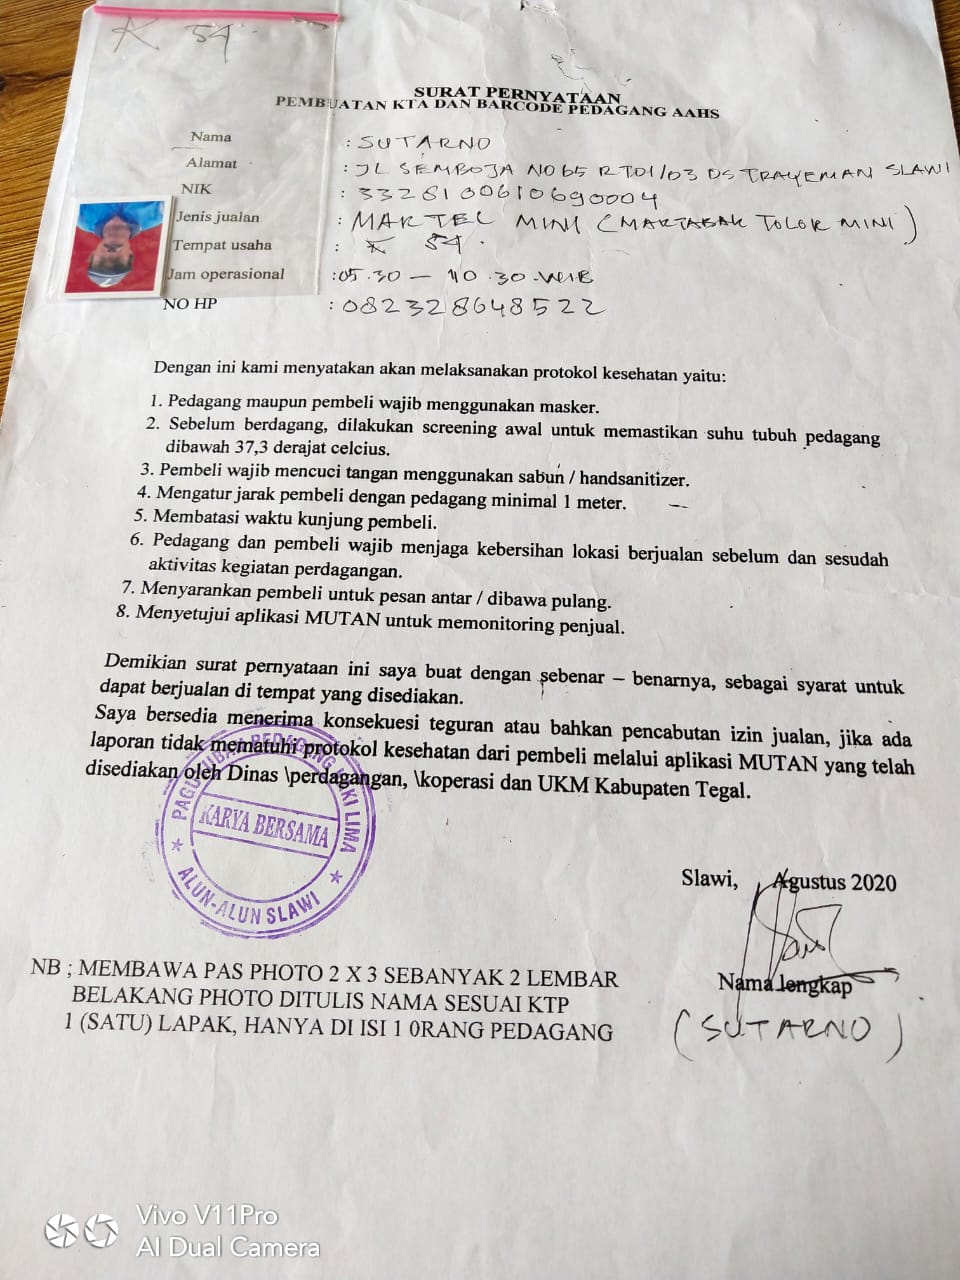 K 54
SURAT PERNYATAAN
PEMBUATAN KTA DAN BARCODE PEDAGANG AAHS
Nama : SUTARNO
Alamat : JL SEMBOJA NO 65 RT01/03 DS TRAYEMAN SLAWI
NIK : 3328100610690004
Jenis jualan : MARTEL MINI (MARTABAK TOLOR MINI)
Tempat usaha : K 54.
Jam operasional : 05.30 – 10.30 WIB
NO HP : 082328648522
Dengan ini kami menyatakan akan melaksanakan protokol kesehatan yaitu:
1. Pedagang maupun pembeli wajib menggunakan masker.
2. Sebelum berdagang, dilakukan screening awal untuk memastikan suhu tubuh pedagang
dibawah 37,3 derajat celcius.
3. Pembeli wajib mencuci tangan menggunakan sabun / handsanitizer.
4. Mengatur jarak pembeli dengan pedagang minimal 1 meter.
5. Membatasi waktu kunjung pembeli.
6. Pedagang dan pembeli wajib menjaga kebersihan lokasi berjualan sebelum dan sesudah
aktivitas kegiatan perdagangan.
7. Menyarankan pembeli untuk pesan antar / dibawa pulang.
8. Menyetujui aplikasi MUTAN untuk memonitoring penjual.
Demikian surat pernyataan ini saya buat dengan sebenar – benarnya, sebagai syarat untuk
dapat berjualan di tempat yang disediakan.
Saya bersedia menerima konsekuesi teguran atau bahkan pencabutan izin jualan, jika ada
laporan tidak mematuhi protokol kesehatan dari pembeli melalui aplikasi MUTAN yang telah
disediakan oleh Dinas \perdagangan, \koperasi dan UKM Kabupaten Tegal.
PEDAGANG KAKI LIMA
KARYA BERSAMA
ALUN-ALUN SLAWI
Slawi, Agustus 2020
Nama lengkap
(SUTARNO)
NB ; MEMBAWA PAS PHOTO 2 X 3 SEBANYAK 2 LEMBAR
BELAKANG PHOTO DITULIS NAMA SESUAI KTP
1 (SATU) LAPAK, HANYA DI ISI 1 0RANG PEDAGANG
Vivo V11Pro
AI Dual Camera